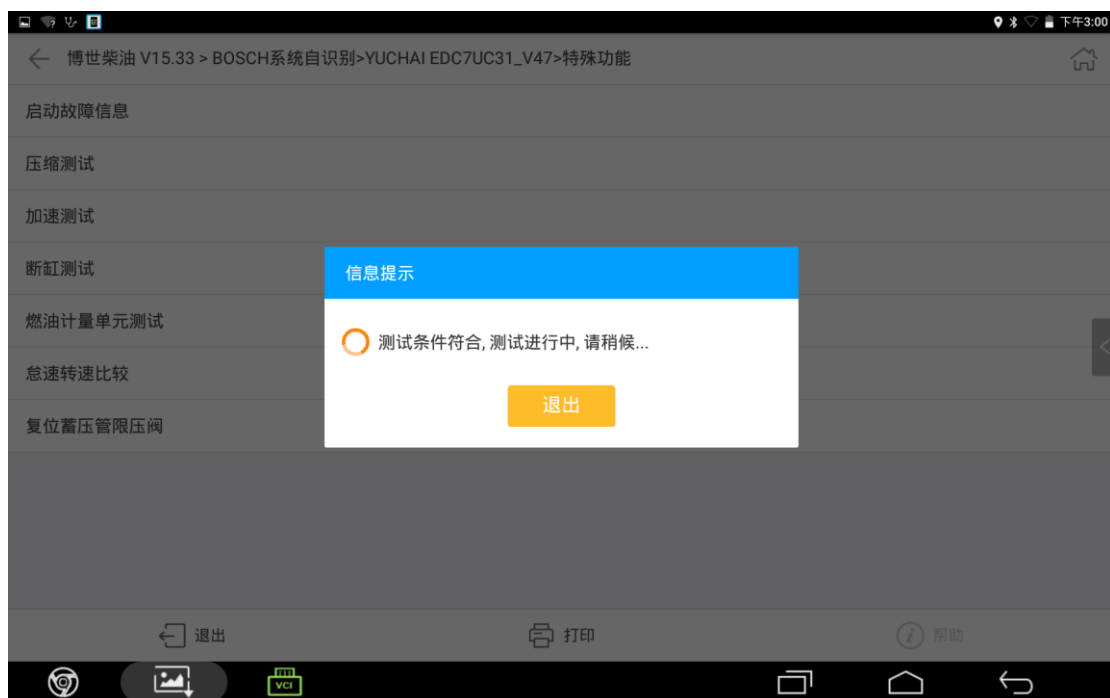 下午3:00
博世柴油 V15.33 > BOSCH系统自识别>YUCHAI EDC7UC31_V47>特殊功能
启动故障信息
压缩测试
加速测试
断缸测试
燃油计量单元测试
怠速转速比较
复位蓄压管限压阀
信息提示
测试条件符合, 测试进行中, 请稍候...
退出
退出
打印
帮助
VCI